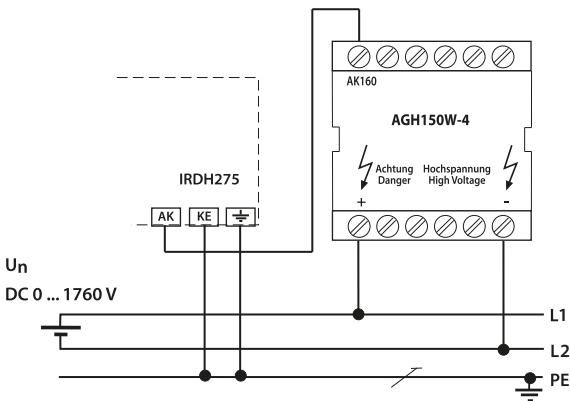 AK160
AGH150W-4
IRDH275
Achtung Hochspannung
Danger High Voltage
+ -
AK KE
Un
DC 0 ... 1760 V
L1
L2
PE